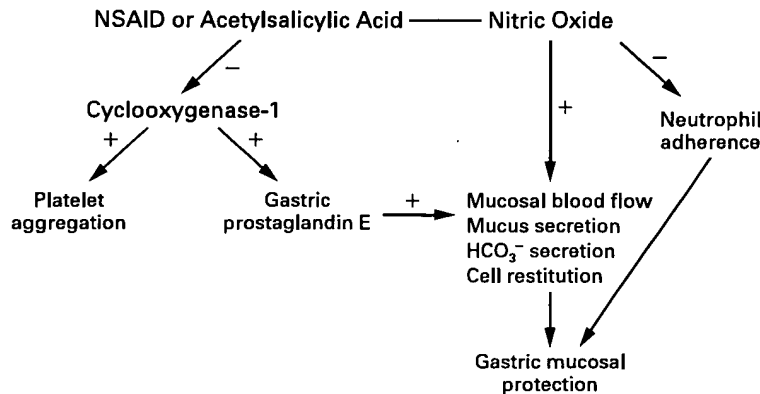 NSAID or Acetylsalicylic Acid Nitric Oxide
−
−
Cyclooxygenase-1
+
Neutrophil
adherence
+
+
Platelet
aggregation
Gastric
prostaglandin E
+
Mucosal blood flow
Mucus secretion
HCO₃⁻ secretion
Cell restitution
Gastric mucosal
protection